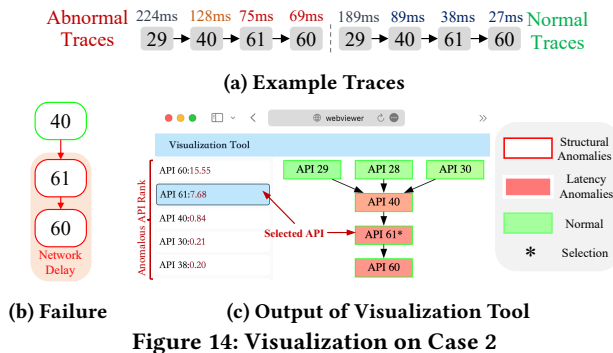 Abnormal Traces
224ms 128ms 75ms 69ms
29 40 61 60
189ms 89ms 38ms 27ms
29 40 61 60
Normal Traces
(a) Example Traces
40
61
60
Network
Delay
(b) Failure
webviewer
Visualization Tool
Anomalous API Rank
API 60:15.55
API 61:7.68
API 40:0.84
API 30:0.21
API 38:0.20
Selected API
API 29 API 28 API 30
API 40
API 61*
API 60
Structural
Anomalies
Latency
Anomalies
Normal
* Selection
(c) Output of Visualization Tool
Figure 14: Visualization on Case 2